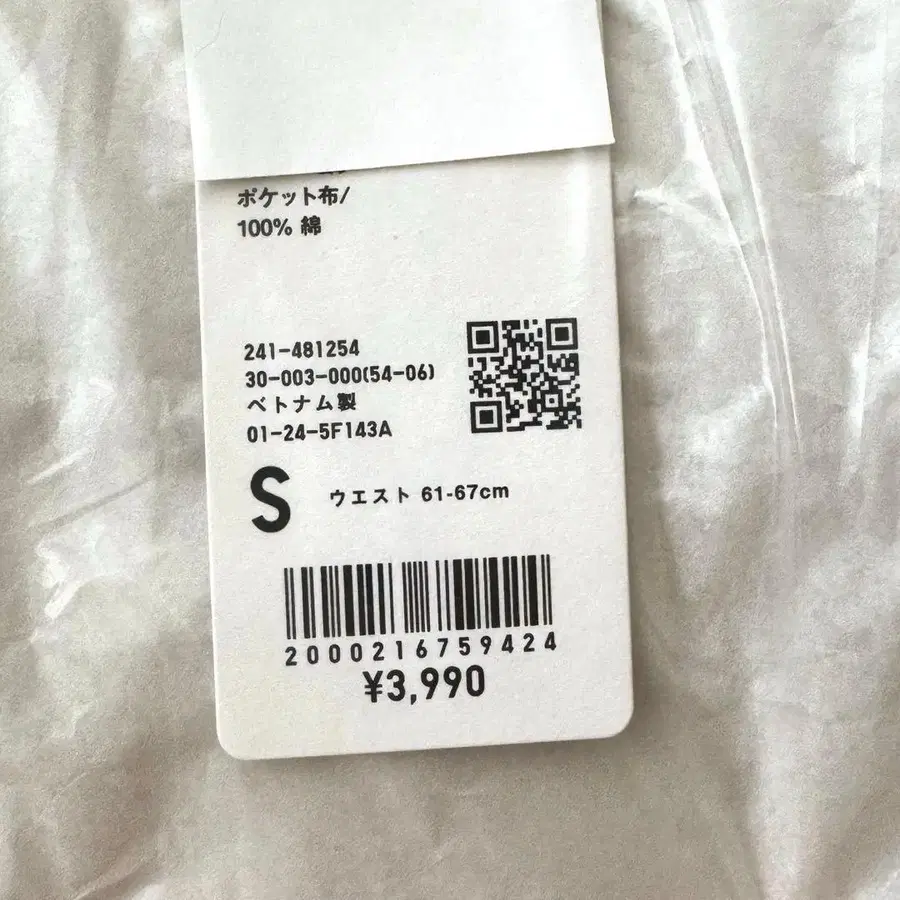 ポケット布/
100% 綿
241-481254
30-003-000(54-06)
ベトナム製
01-24-5F143A
S ウエスト 61-67cm
2000216759424
¥3,990